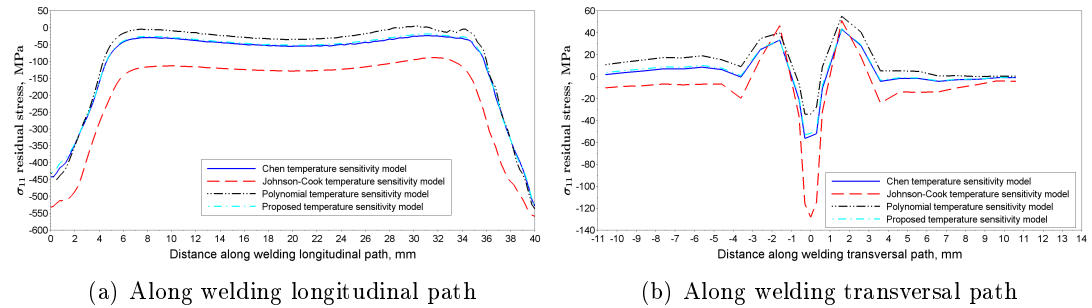 σ11 residual stress, MPa
50
0
-50
-100
-150
-200
-250
-300
-350
-400
-450
-500
-550
-600
0 2 4 6 8 10 12 14 16 18 20 22 24 26 28 30 32 34 36 38 40
Distance along welding longitudinal path, mm
Chen temperature sensitivity model
Johnson-Cook temperature sensitivity model
Polynomial temperature sensitivity model
Proposed temperature sensitivity model
(a) Along welding longitudinal path
σ11 residual stress, MPa
60
40
20
0
-20
-40
-60
-80
-100
-120
-140
-11 -10 -9 -8 -7 -6 -5 -4 -3 -2 -1 0 1 2 3 4 5 6 7 8 9 10 11 12 13 14
Distance along welding transversal path, mm
Chen temperature sensitivity model
Johnson-Cook temperature sensitivity model
Polynomial temperature sensitivity model
Proposed temperature sensitivity model
(b) Along welding transversal path